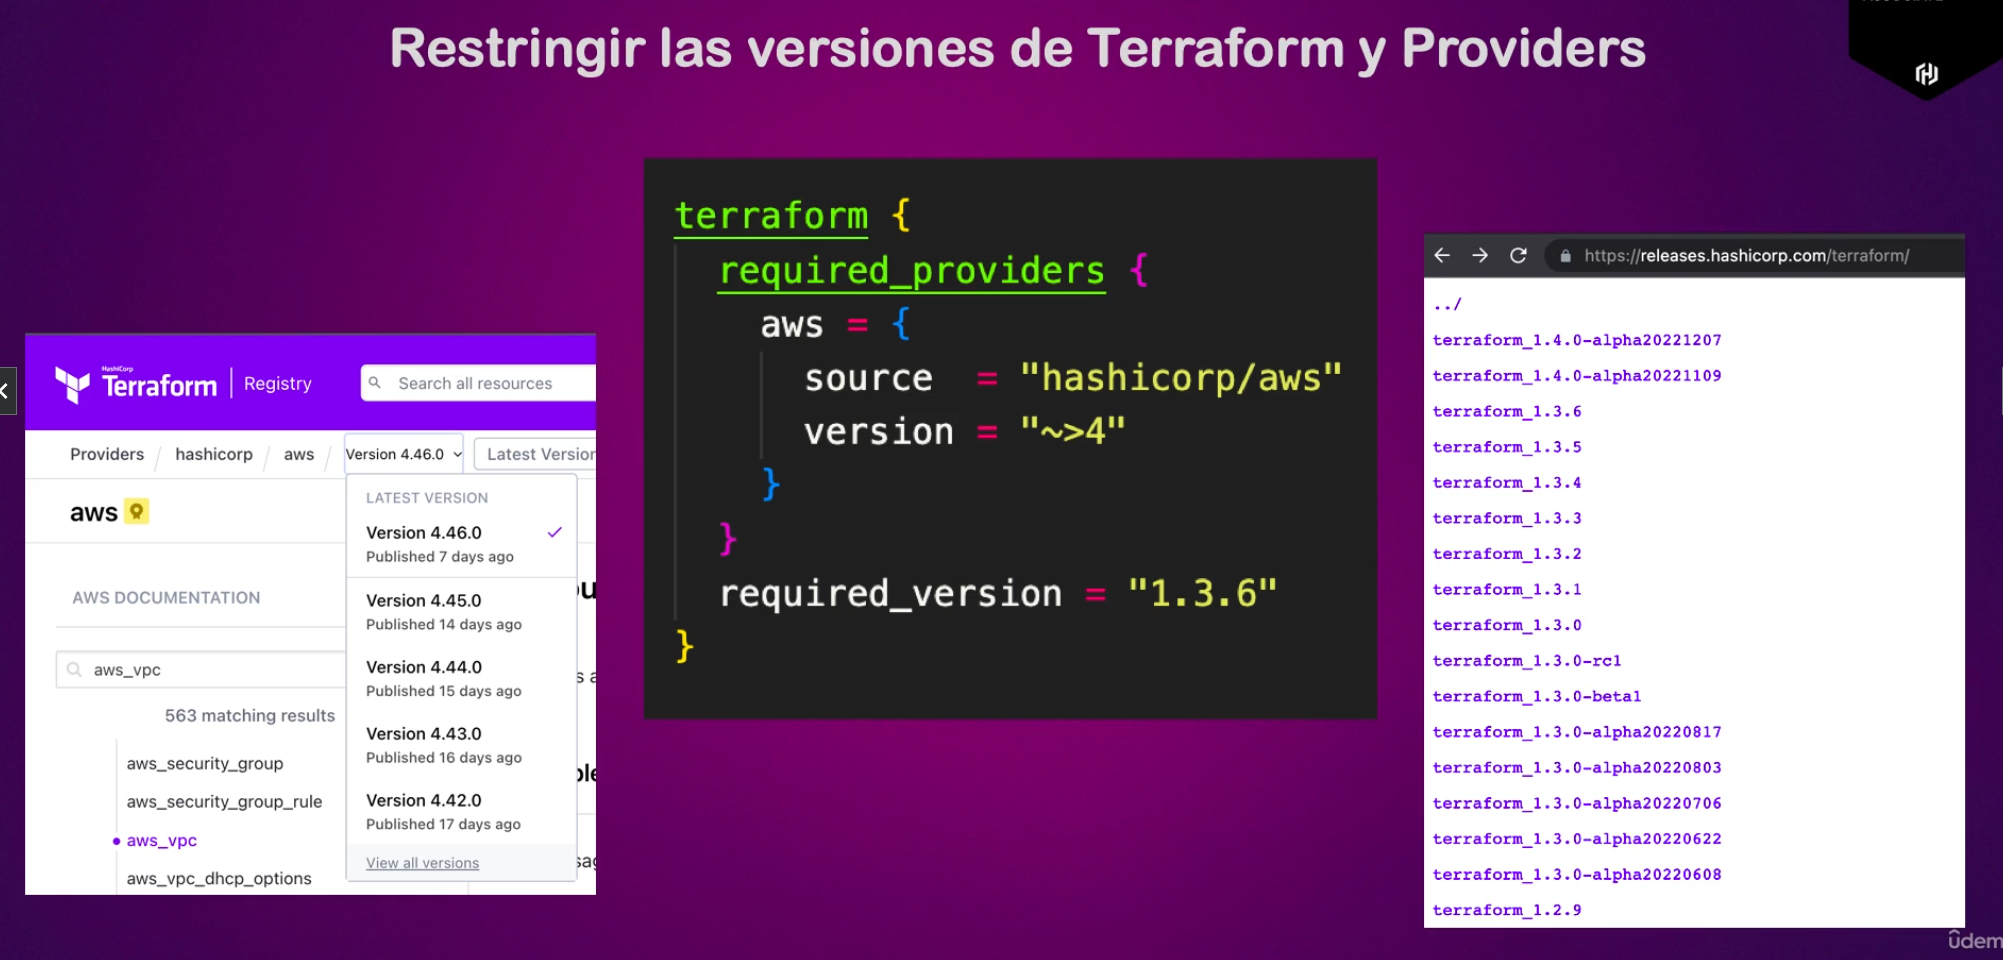 Restringir las versiones de Terraform y Providers
terraform {
required_providers {
aws = {
source = "hashicorp/aws"
version = "~>4"
}
}
required_version = "1.3.6"
}
HashiCorp
Terraform | Registry
Search all resources
Providers / hashicorp / aws / Version 4.46.0
aws
AWS DOCUMENTATION
aws_vpc
563 matching results
aws_security_group
aws_security_group_rule
aws_vpc
aws_vpc_dhcp_options
LATEST VERSION
Version 4.46.0
Published 7 days ago
Version 4.45.0
Published 14 days ago
Version 4.44.0
Published 15 days ago
Version 4.43.0
Published 16 days ago
Version 4.42.0
Published 17 days ago
View all versions
Latest Version
https://releases.hashicorp.com/terraform/
../
terraform_1.4.0-alpha20221207
terraform_1.4.0-alpha20221109
terraform_1.3.6
terraform_1.3.5
terraform_1.3.4
terraform_1.3.3
terraform_1.3.2
terraform_1.3.1
terraform_1.3.0
terraform_1.3.0-rc1
terraform_1.3.0-beta1
terraform_1.3.0-alpha20220817
terraform_1.3.0-alpha20220803
terraform_1.3.0-alpha20220706
terraform_1.3.0-alpha20220622
terraform_1.3.0-alpha20220608
terraform_1.2.9
ûdem